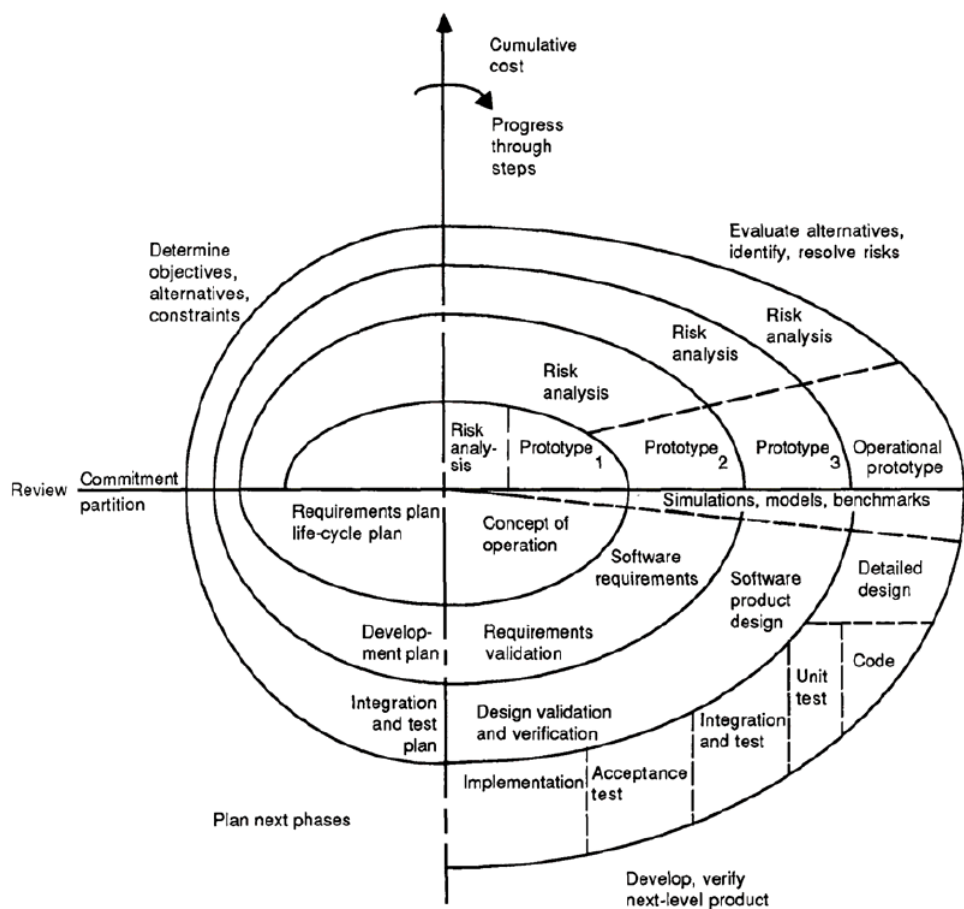 Cumulative
cost
Progress
through
steps
Determine
objectives,
alternatives,
constraints
Evaluate alternatives,
identify, resolve risks
Risk
analysis
Risk
analysis
Risk
analysis
Risk
analy-
sis
Prototype 1
Prototype 2
Prototype 3
Operational
prototype
Review
Commitment
partition
Simulations, models, benchmarks
Requirements plan
life-cycle plan
Concept of
operation
Software
requirements
Software
product
design
Detailed
design
Develop-
ment plan
Requirements
validation
Unit
test
Code
Integration
and test
plan
Design validation
and verification
Integration
and test
Implementation
Acceptance
test
Plan next phases
Develop, verify
next-level product